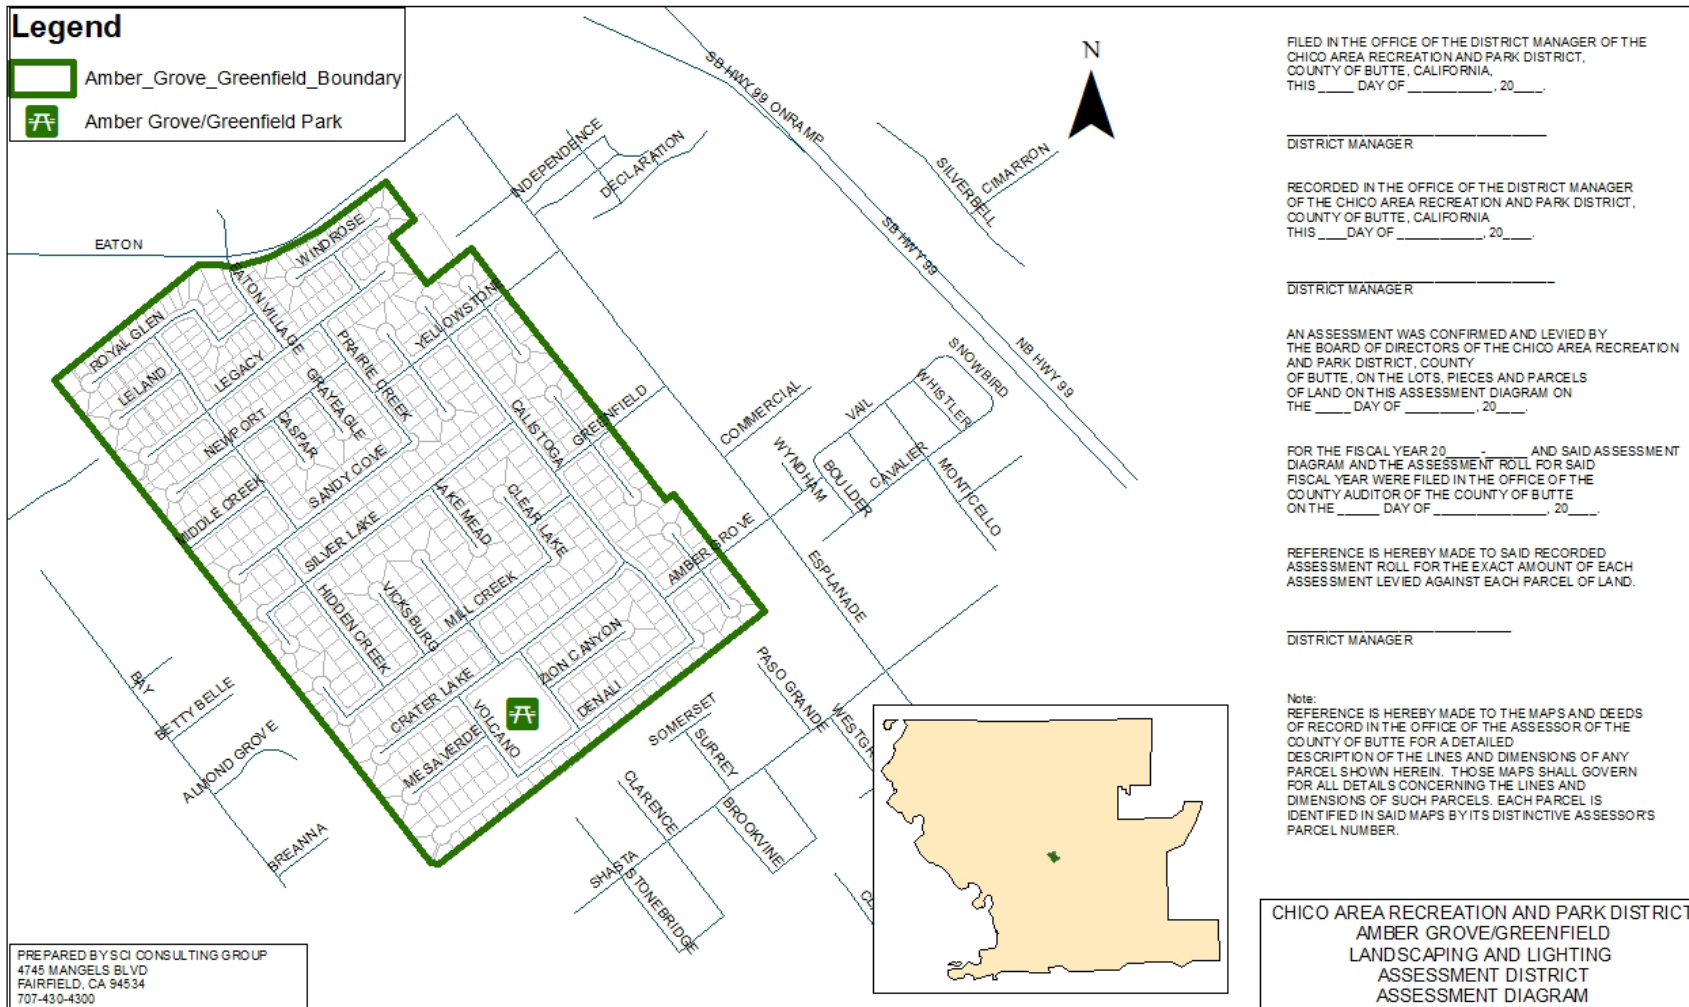 Legend
Amber_Grove_Greenfield_Boundary
Amber Grove/Greenfield Park
N
SB HWY 99 ONRAMP
INDEPENDENCE
DECLARATION
SILVERBELL
CIMARRON
SB HWY 99
NB HWY 99
EATON
WINDROSE
EATON VILLAGE
ROYAL GLEN
LELAND
LEGACY
PRAIRIE CREEK
YELLOWSTONE
GRAYEAGLE
NEWPORT
CASPAR
CALISTOGA
GREENFIELD
SANDY COVE
MIDDLE CREEK
SILVER LAKE
LAKE MEAD
CLEAR LAKE
COMMERCIAL
SNOWBIRD
WHISTLER
VAIL
WYNDHAM
BOULDER
CAVALIER
MONTICELLO
AMBER GROVE
ESPLANADE
HIDDEN CREEK
VICKSBURG
MILL CREEK
ZION CANYON
CRATER LAKE
DENALI
VOLCANO
MESA VERDE
BAY
BETTY BELLE
ALMOND GROVE
BREANNA
PASO GRANDE
SOMERSET
SURREY
CLARENCE
BROOKVINE
SHASTA
STONEBRIDGE
FILED IN THE OFFICE OF THE DISTRICT MANAGER OF THE
CHICO AREA RECREATION AND PARK DISTRICT,
COUNTY OF BUTTE, CALIFORNIA,
THIS _____ DAY OF ____________, 20____.
DISTRICT MANAGER
RECORDED IN THE OFFICE OF THE DISTRICT MANAGER
OF THE CHICO AREA RECREATION AND PARK DISTRICT,
COUNTY OF BUTTE, CALIFORNIA
THIS ____DAY OF ____________, 20____.
DISTRICT MANAGER
AN ASSESSMENT WAS CONFIRMED AND LEVIED BY
THE BOARD OF DIRECTORS OF THE CHICO AREA RECREATION
AND PARK DISTRICT, COUNTY
OF BUTTE, ON THE LOTS, PIECES AND PARCELS
OF LAND ON THIS ASSESSMENT DIAGRAM ON
THE _____ DAY OF __________, 20____.
FOR THE FISCAL YEAR 20_____-______ AND SAID ASSESSMENT
DIAGRAM AND THE ASSESSMENT ROLL FOR SAID
FISCAL YEAR WERE FILED IN THE OFFICE OF THE
COUNTY AUDITOR OF THE COUNTY OF BUTTE
ON THE ______ DAY OF ________________, 20____.
REFERENCE IS HEREBY MADE TO SAID RECORDED
ASSESSMENT ROLL FOR THE EXACT AMOUNT OF EACH
ASSESSMENT LEVIED AGAINST EACH PARCEL OF LAND.
DISTRICT MANAGER
Note:
REFERENCE IS HEREBY MADE TO THE MAPS AND DEEDS
OF RECORD IN THE OFFICE OF THE ASSESSOR OF THE
COUNTY OF BUTTE FOR A DETAILED
DESCRIPTION OF THE LINES AND DIMENSIONS OF ANY
PARCEL SHOWN HEREIN. THOSE MAPS SHALL GOVERN
FOR ALL DETAILS CONCERNING THE LINES AND
DIMENSIONS OF SUCH PARCELS. EACH PARCEL IS
IDENTIFIED IN SAID MAPS BY ITS DISTINCTIVE ASSESSOR'S
PARCEL NUMBER.
PREPARED BY SCI CONSULTING GROUP
4745 MANGELS BLVD
FAIRFIELD, CA 94534
707-430-4300
CHICO AREA RECREATION AND PARK DISTRICT
AMBER GROVE/GREENFIELD
LANDSCAPING AND LIGHTING
ASSESSMENT DISTRICT
ASSESSMENT DIAGRAM